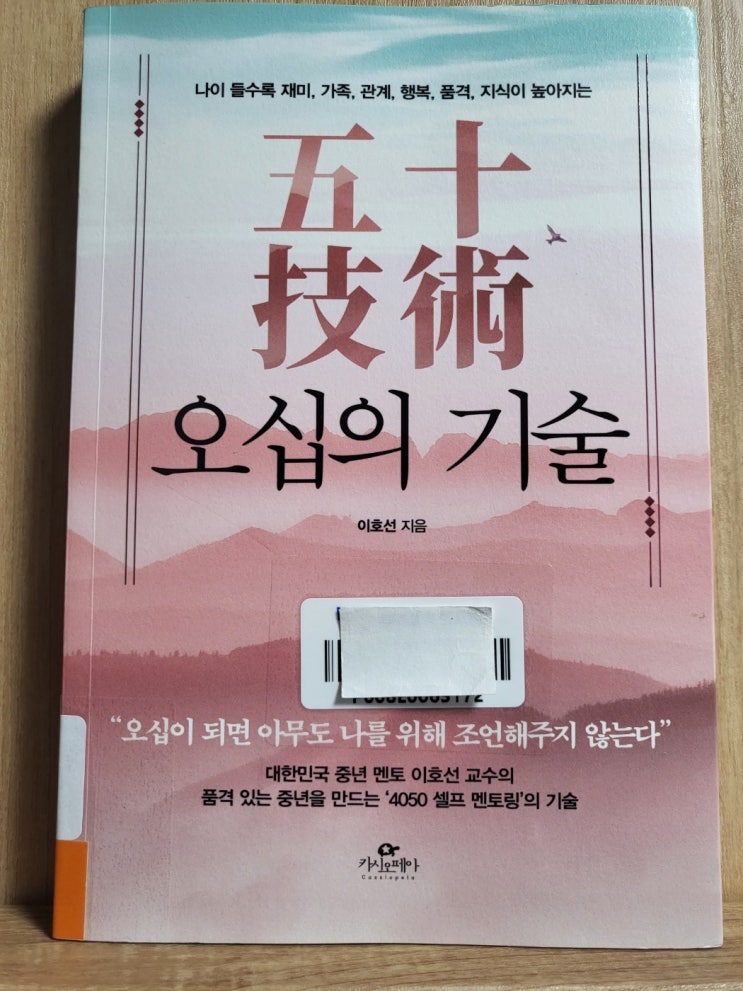 나이 들수록 재미, 가족, 관계, 행복, 품격, 지식이 높아지는
五十
技術
오십의 기술
이호선 지음
“오십이 되면 아무도 나를 위해 조언해주지 않는다”
대한민국 중년 멘토 이호선 교수의
품격 있는 중년을 만드는 ‘4050 셀프 멘토링’의 기술
카시오페아
Cassiopeia